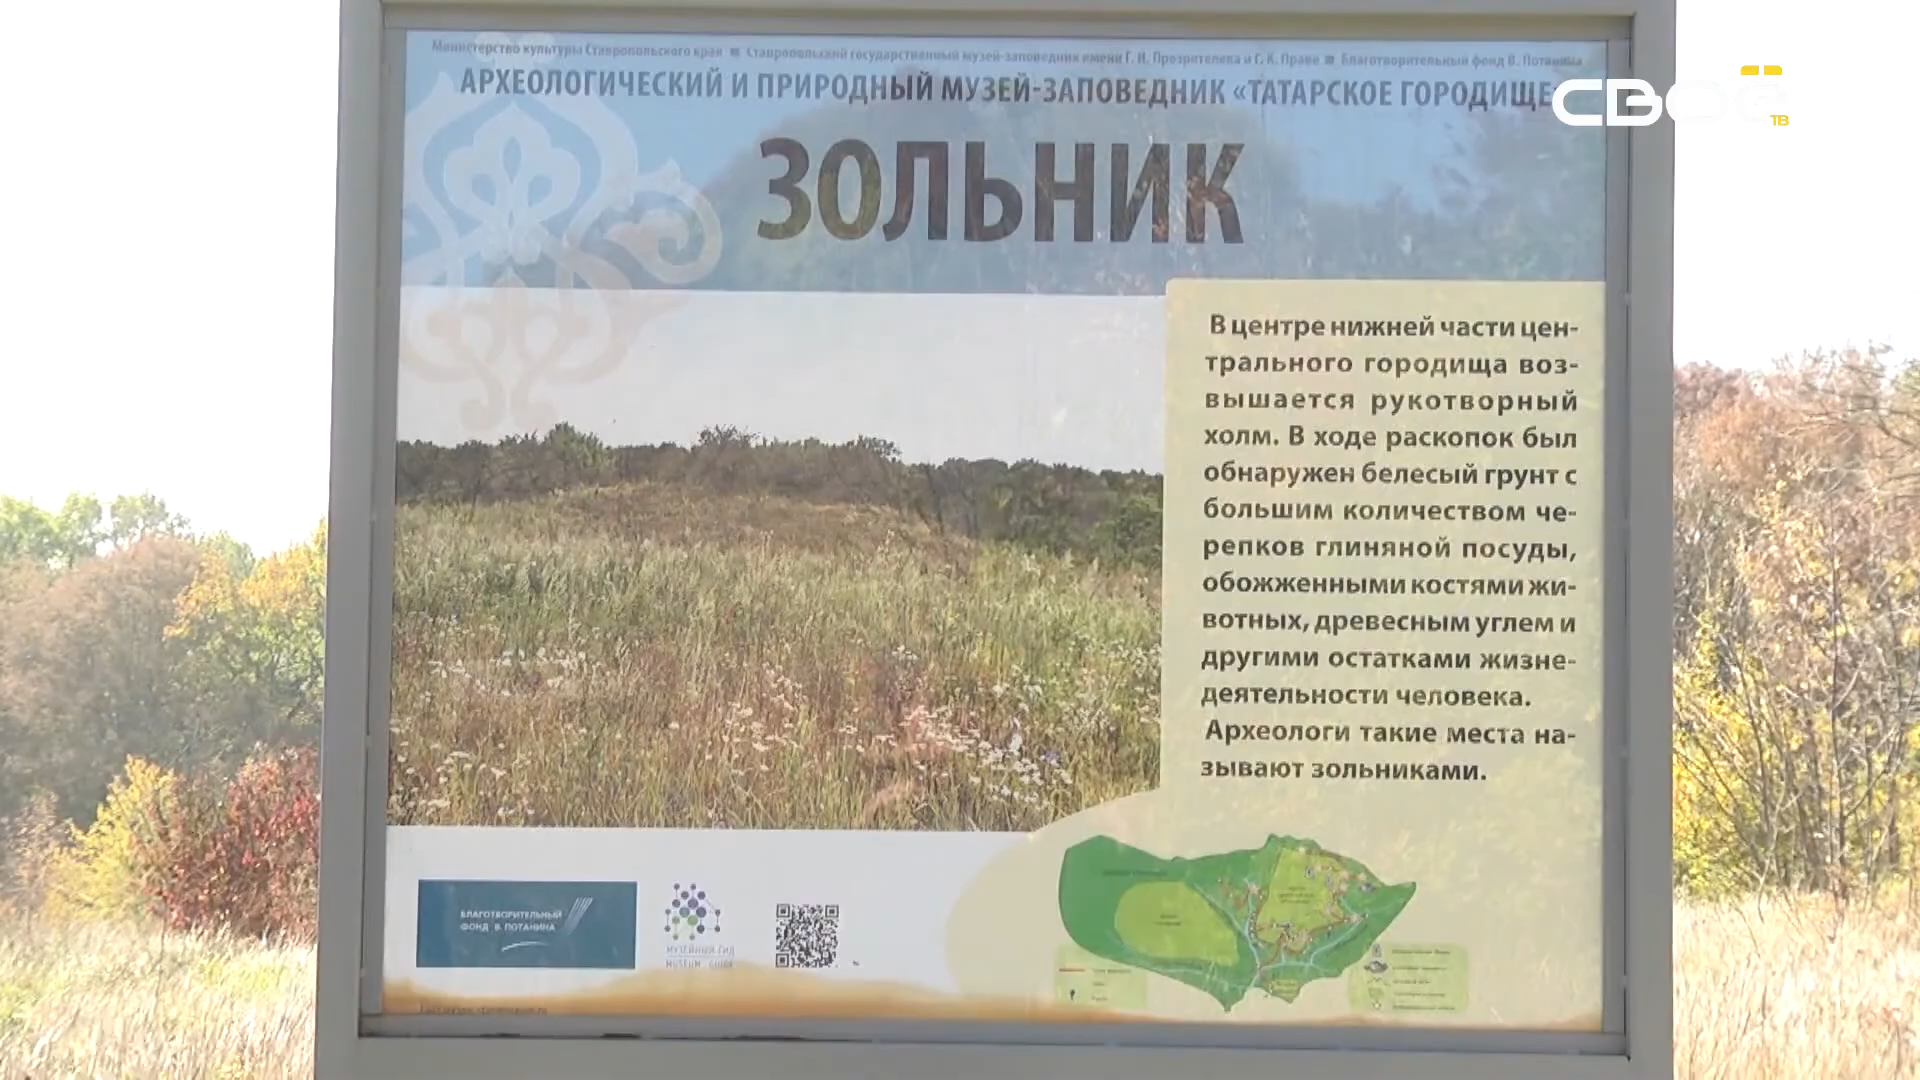 Министерство культуры Ставропольского края ■ Ставропольский государственный музей-заповедник имени Г. Н. Прозрителева и Г. К. Праве ■ Благотворительный фонд В. Потанина
АРХЕОЛОГИЧЕСКИЙ И ПРИРОДНЫЙ МУЗЕЙ-ЗАПОВЕДНИК «ТАТАРСКОЕ ГОРОДИЩЕ
СВОЁ
ТВ
ЗОЛЬНИК
В центре нижней части цен-
трального городища воз-
вышается рукотворный
холм. В ходе раскопок был
обнаружен белесый грунт с
большим количеством че-
репков глиняной посуды,
обожженными костями жи-
вотных, древесным углем и
другими остатками жизне-
деятельности человека.
Археологи такие места на-
зывают зольниками.
БЛАГОТВОРИТЕЛЬНЫЙ
ФОНД В. ПОТАНИНА
МУЗЕЙНЫЙ ГИД
MUSEUM GUIDE